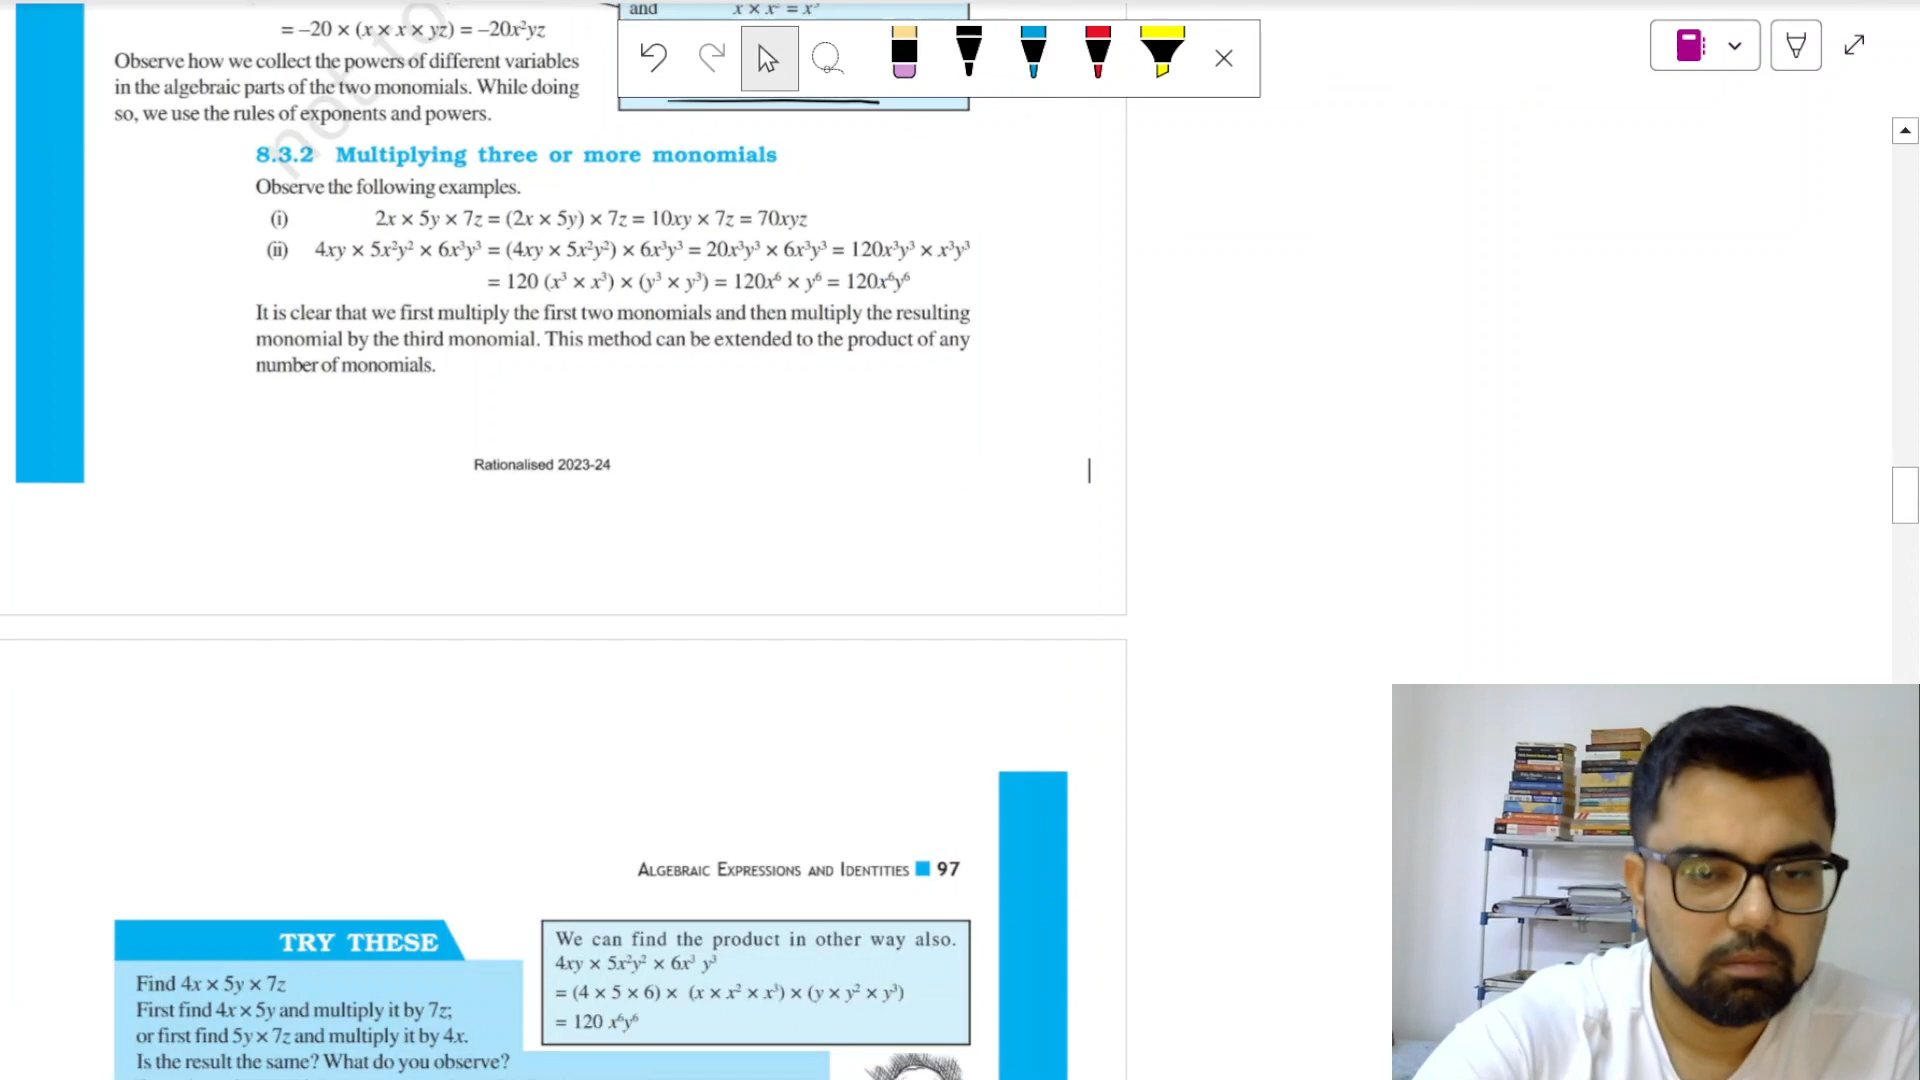 = –20 × (x × x × yz) = –20x²yz
and x × x² = x³
Observe how we collect the powers of different variables
in the algebraic parts of the two monomials. While doing
so, we use the rules of exponents and powers.
not to
8.3.2 Multiplying three or more monomials
Observe the following examples.
(i) 2x × 5y × 7z = (2x × 5y) × 7z = 10xy × 7z = 70xyz
(ii) 4xy × 5x²y² × 6x³y³ = (4xy × 5x²y²) × 6x³y³ = 20x³y³ × 6x³y³ = 120x³y³ × x³y³
= 120 (x³ × x³) × (y³ × y³) = 120x⁶ × y⁶ = 120x⁶y⁶
It is clear that we first multiply the first two monomials and then multiply the resulting
monomial by the third monomial. This method can be extended to the product of any
number of monomials.
Rationalised 2023-24
ALGEBRAIC EXPRESSIONS AND IDENTITIES 97
TRY THESE
Find 4x × 5y × 7z
First find 4x × 5y and multiply it by 7z;
or first find 5y × 7z and multiply it by 4x.
Is the result the same? What do you observe?
We can find the product in other way also.
4xy × 5x²y² × 6x³ y³
= (4 × 5 × 6) × (x × x² × x³) × (y × y² × y³)
= 120 x⁶y⁶